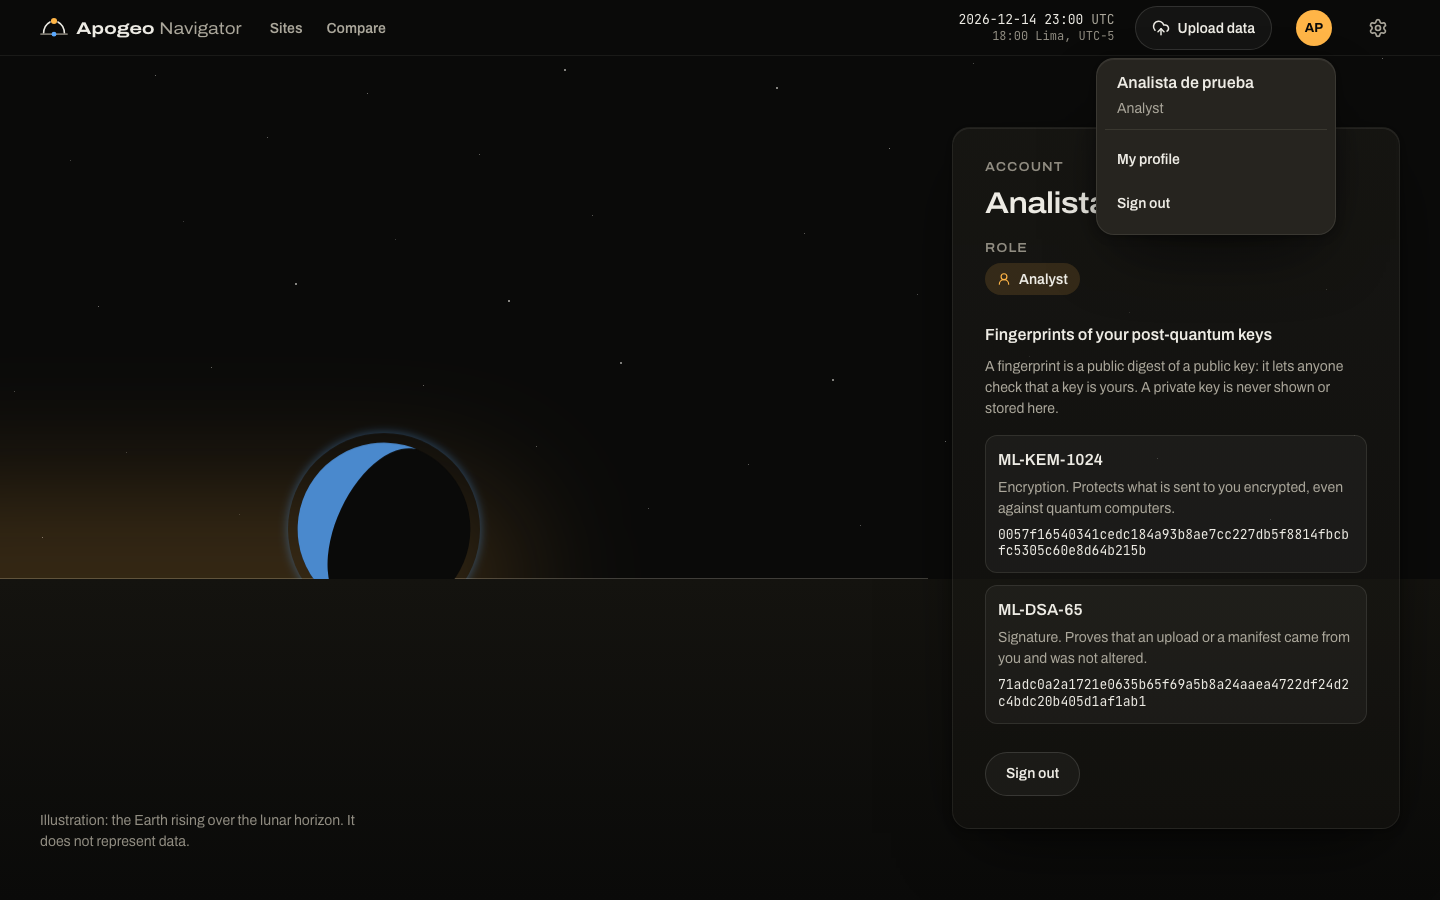 Apogeo Navigator
Sites
Compare
2026-12-14 23:00 UTC
18:00 Lima, UTC-5
Upload data
AP
Analista de prueba
Analyst
My profile
Sign out
ACCOUNT
Analista
ROLE
Analyst
Fingerprints of your post-quantum keys
A fingerprint is a public digest of a public key: it lets anyone
check that a key is yours. A private key is never shown or
stored here.
ML-KEM-1024
Encryption. Protects what is sent to you encrypted, even
against quantum computers.
0057f16540341cedc184a93b8ae7cc227db5f8814fbcb
fc5305c60e8d64b215b
ML-DSA-65
Signature. Proves that an upload or a manifest came from
you and was not altered.
71adc0a2a1721e0635b65f69a5b8a24aaea4722df24d2
c4bdc20b405d1af1ab1
Sign out
Illustration: the Earth rising over the lunar horizon. It
does not represent data.